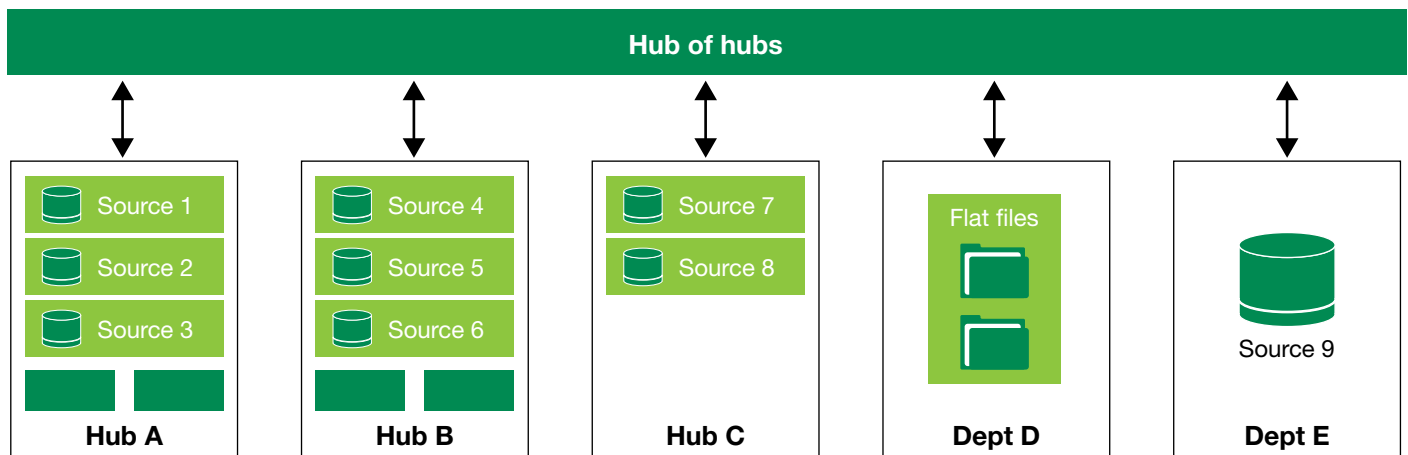 Hub of hubs
Source 1
Source 2
Source 3
Hub A
Source 4
Source 5
Source 6
Hub B
Source 7
Source 8
Hub C
Flat files
Dept D
Source 9
Dept E